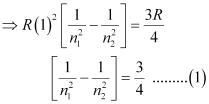 ⇒ R(1)² [1/n₁² − 1/n₂²] = 3R/4
[1/n₁² − 1/n₂²] = 3/4 .........(1)